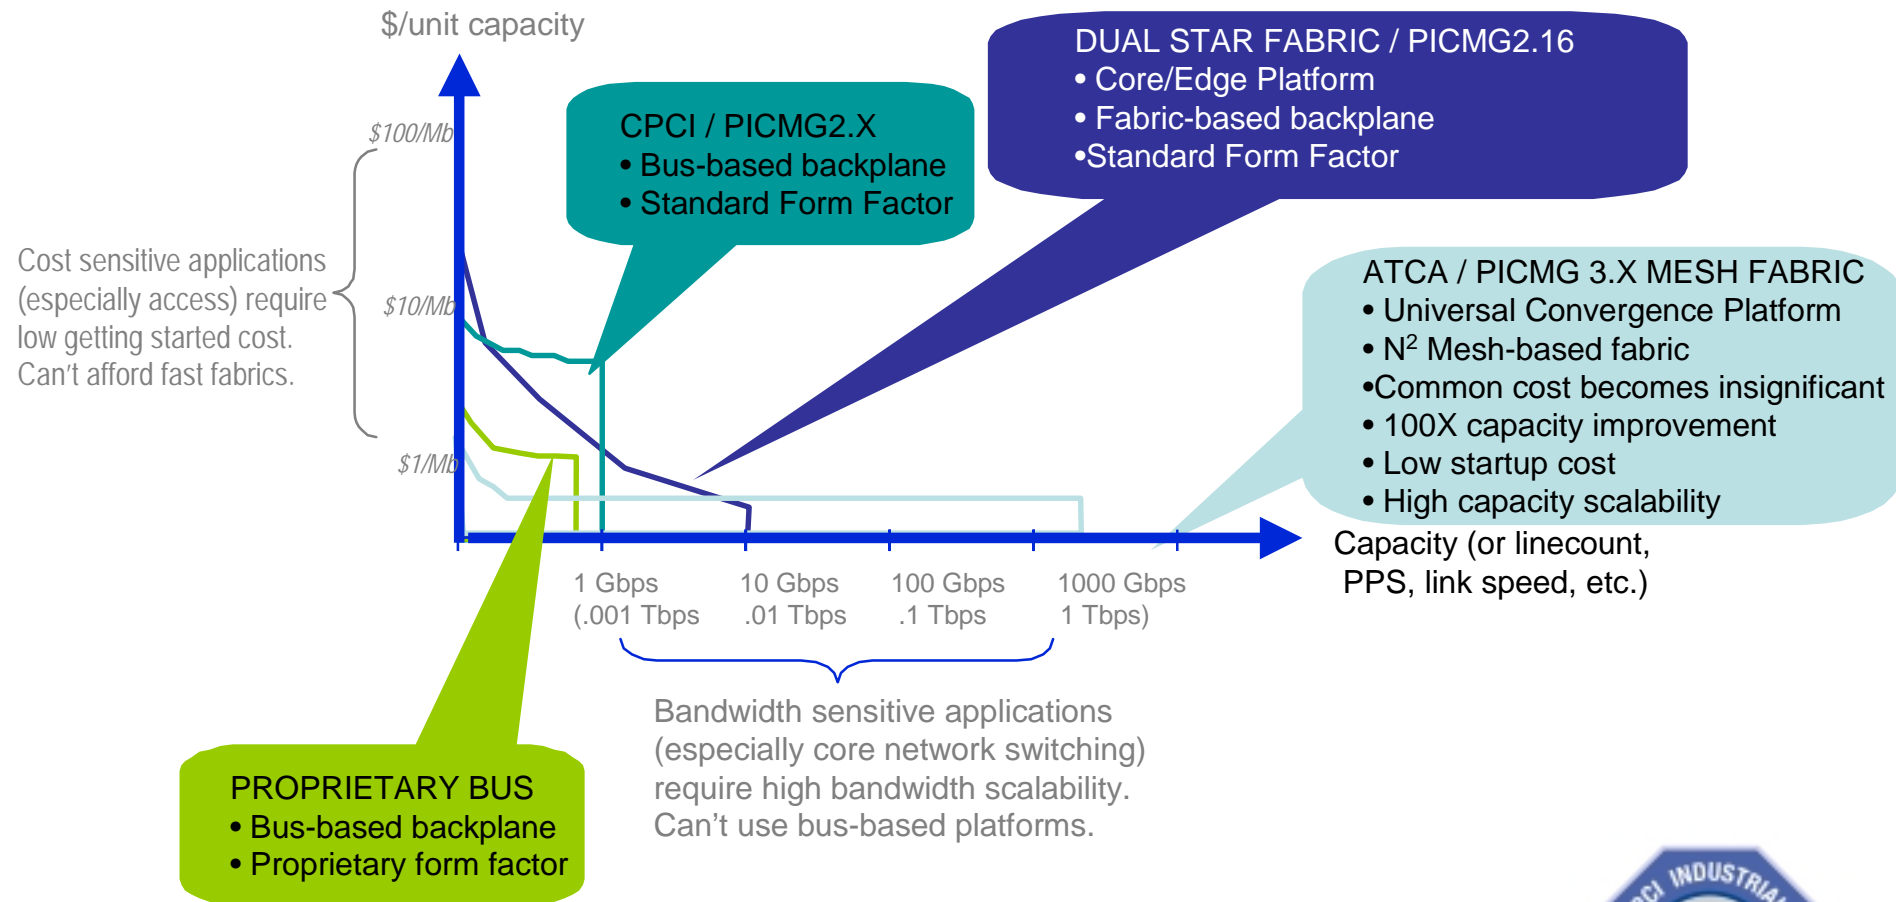 $/unit capacity
$100/Mb
$10/Mb
$1/Mb
Cost sensitive applications
(especially access) require
low getting started cost.
Can't afford fast fabrics.
CPCI / PICMG2.X
• Bus-based backplane
• Standard Form Factor
DUAL STAR FABRIC / PICMG2.16
• Core/Edge Platform
• Fabric-based backplane
•Standard Form Factor
ATCA / PICMG 3.X MESH FABRIC
• Universal Convergence Platform
• N² Mesh-based fabric
•Common cost becomes insignificant
• 100X capacity improvement
• Low startup cost
• High capacity scalability
Capacity (or linecount,
PPS, link speed, etc.)
1 Gbps 10 Gbps 100 Gbps 1000 Gbps
(.001 Tbps .01 Tbps .1 Tbps 1 Tbps)
Bandwidth sensitive applications
(especially core network switching)
require high bandwidth scalability.
Can't use bus-based platforms.
PROPRIETARY BUS
• Bus-based backplane
• Proprietary form factor
PCI INDUSTRIA